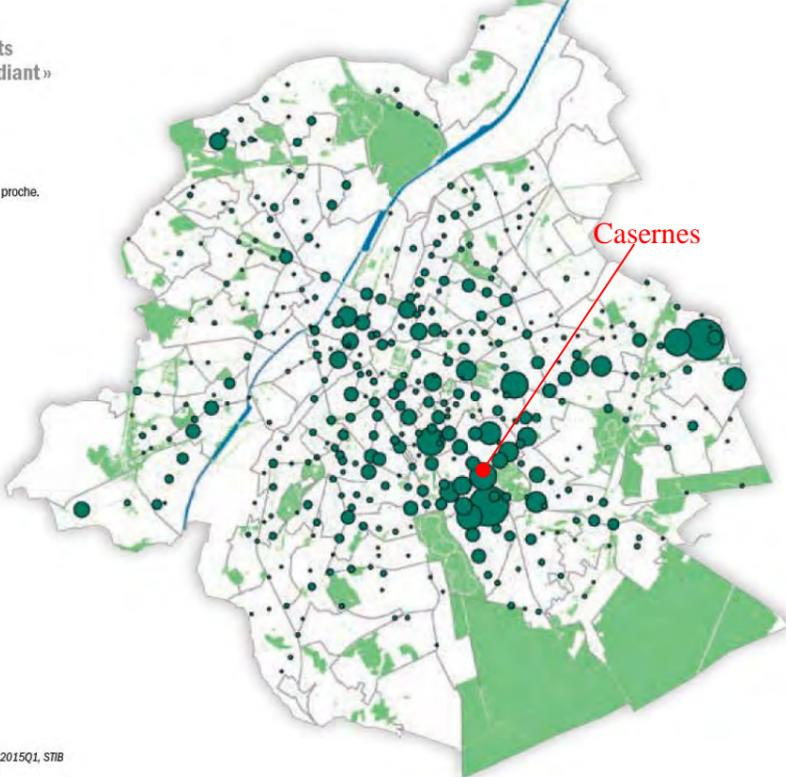 ts
diant »
proche.
Casernes
2015Q1, STIB